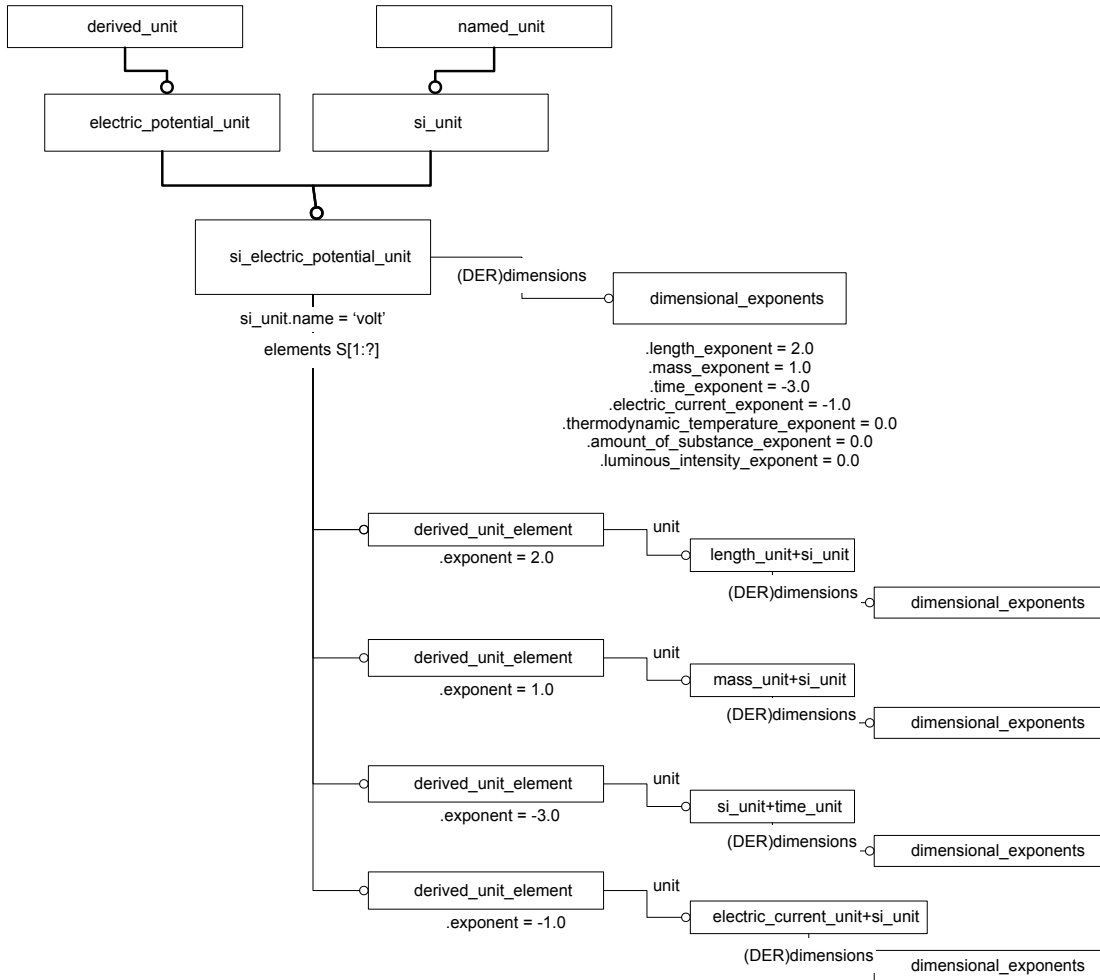 derived_unit
named_unit
electric_potential_unit
si_unit
si_electric_potential_unit
(DER)dimensions
dimensional_exponents
si_unit.name = ‘volt’
elements S[1:?]
.length_exponent = 2.0
.mass_exponent = 1.0
.time_exponent = -3.0
.electric_current_exponent = -1.0
.thermodynamic_temperature_exponent = 0.0
.amount_of_substance_exponent = 0.0
.luminous_intensity_exponent = 0.0
derived_unit_element
unit
.exponent = 2.0
length_unit+si_unit
(DER)dimensions
dimensional_exponents
derived_unit_element
unit
.exponent = 1.0
mass_unit+si_unit
(DER)dimensions
dimensional_exponents
derived_unit_element
unit
.exponent = -3.0
si_unit+time_unit
(DER)dimensions
dimensional_exponents
derived_unit_element
unit
.exponent = -1.0
electric_current_unit+si_unit
(DER)dimensions
dimensional_exponents